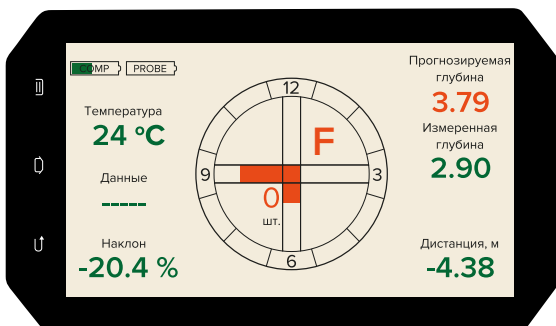 COMP
PROBE
Температура
24 ºC
Данные
-----
Наклон
-20.4 %
12
F
9
3
0
шт.
6
Прогнозируемая
глубина
3.79
Измеренная
глубина
2.90
Дистанция, м
-4.38